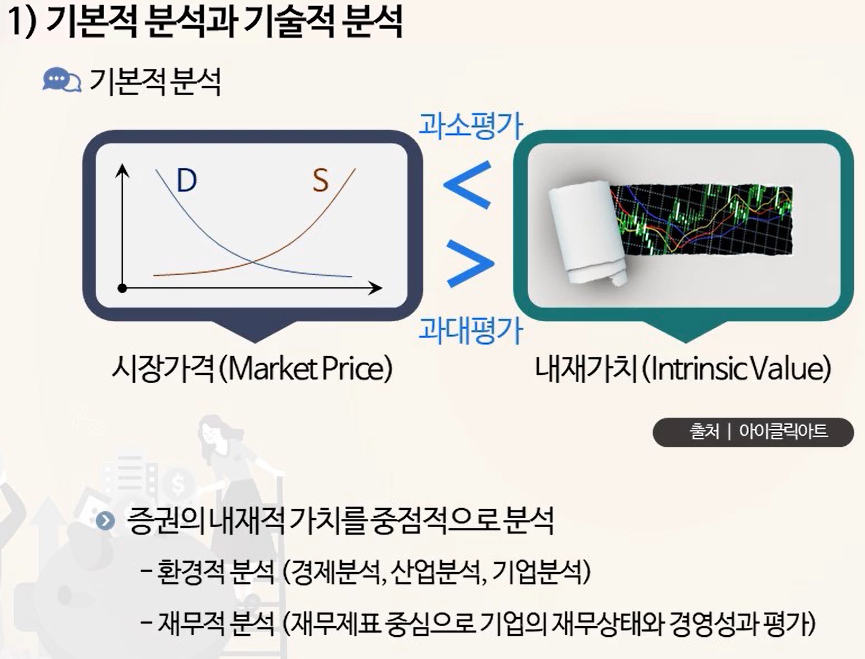 1) 기본적 분석과 기술적 분석
기본적 분석
과소평가
D S
<
>
과대평가
시장가격(Market Price) 내재가치(Intrinsic Value)
출처 | 아이클릭아트
증권의 내재적 가치를 중점적으로 분석
- 환경적 분석 (경제분석, 산업분석, 기업분석)
- 재무적 분석 (재무제표 중심으로 기업의 재무상태와 경영성과 평가)